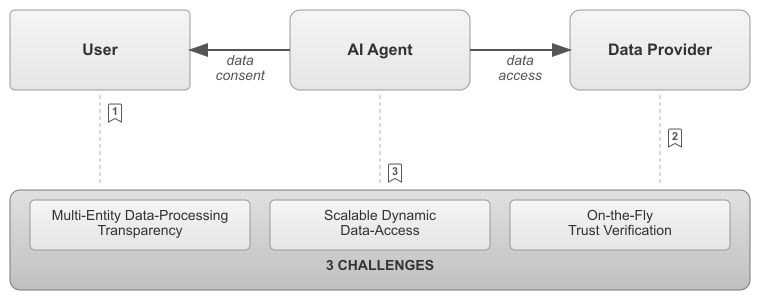 User
AI Agent
Data Provider
data
consent
data
access
1
2
3
Multi-Entity Data-Processing
Transparency
Scalable Dynamic
Data-Access
On-the-Fly
Trust Verification
3 CHALLENGES